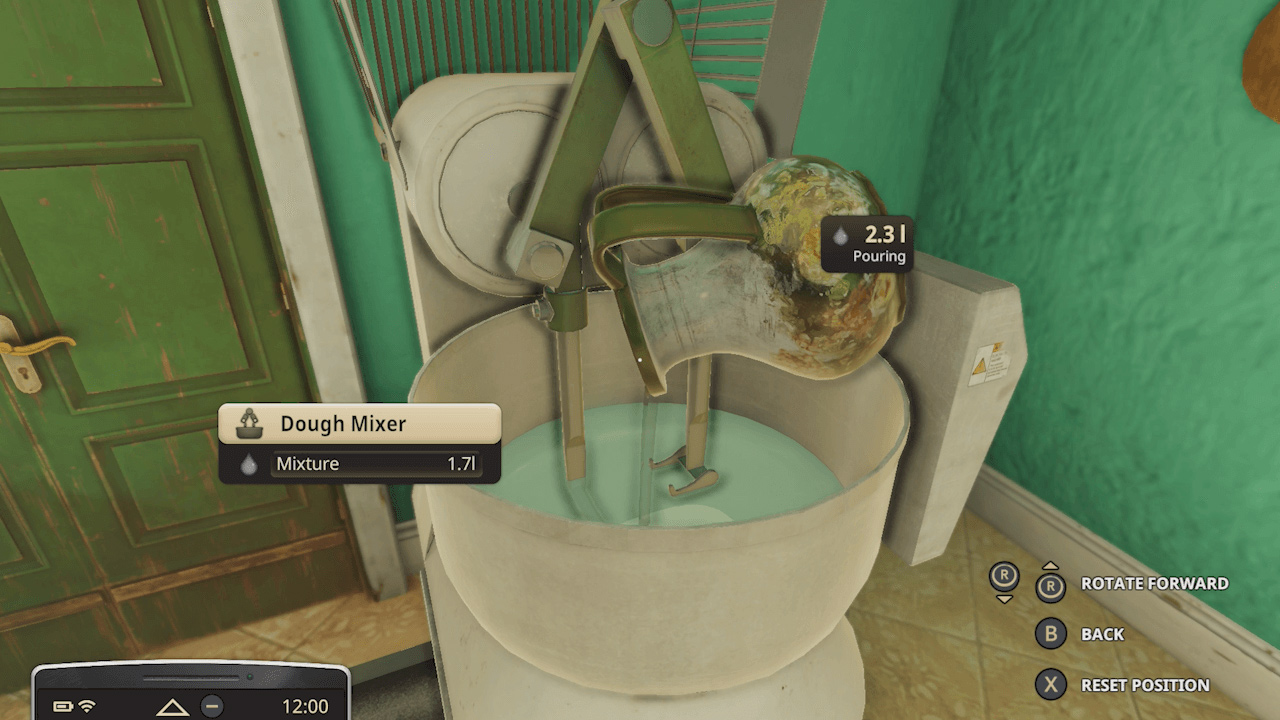 2.3 l
Pouring
Dough Mixer
Mixture 1.7l
R R ROTATE FORWARD
B BACK
X RESET POSITION
12:00